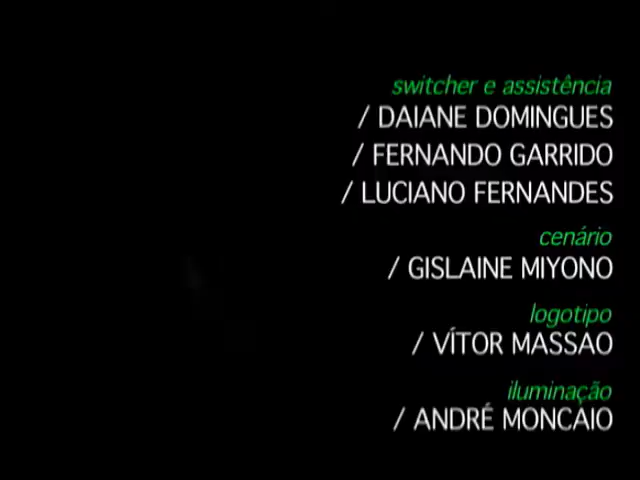 switcher e assistência
/ DAIANE DOMINGUES
/ FERNANDO GARRIDO
/ LUCIANO FERNANDES
cenário
/ GISLAINE MIYONO
logotipo
/ VÍTOR MASSAO
iluminação
/ ANDRÉ MONCAIO